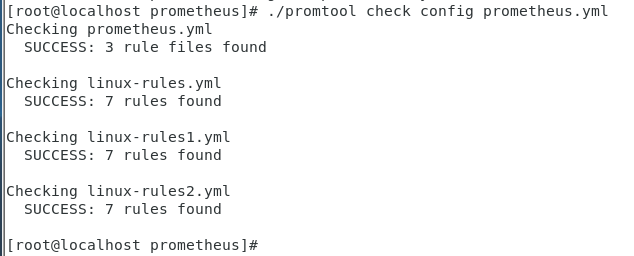 [root@localhost prometheus]# ./promtool check config prometheus.yml
Checking prometheus.yml
  SUCCESS: 3 rule files found

Checking linux-rules.yml
  SUCCESS: 7 rules found

Checking linux-rules1.yml
  SUCCESS: 7 rules found

Checking linux-rules2.yml
  SUCCESS: 7 rules found

[root@localhost prometheus]#